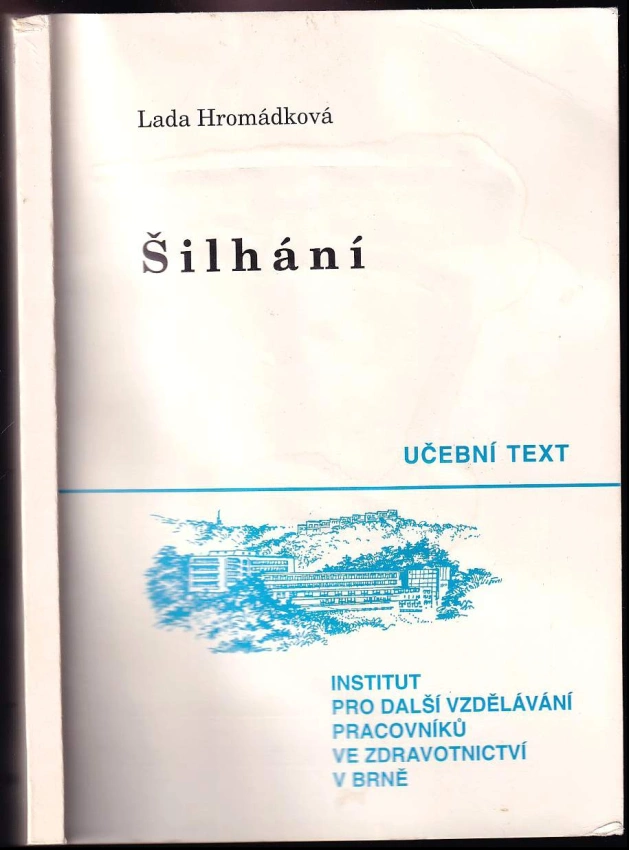 Lada Hromádková
Šilhání
UČEBNÍ TEXT
INSTITUT
PRO DALŠÍ VZDĚLÁVÁNÍ
PRACOVNÍKŮ
VE ZDRAVOTNICTVÍ
V BRNĚ